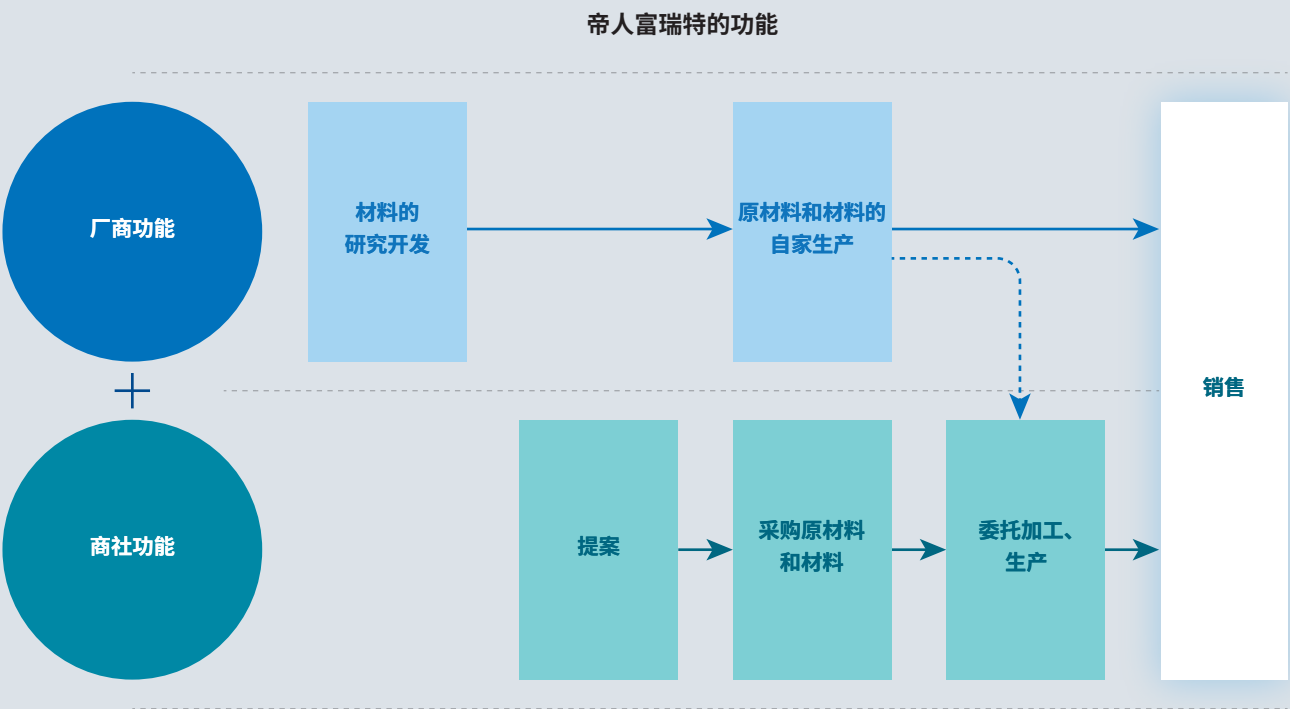 帝人富瑞特的功能
厂商功能
材料的
研究开发
原材料和材料的
自家生产
销售
商社功能
提案
采购原材料
和材料
委托加工、
生产